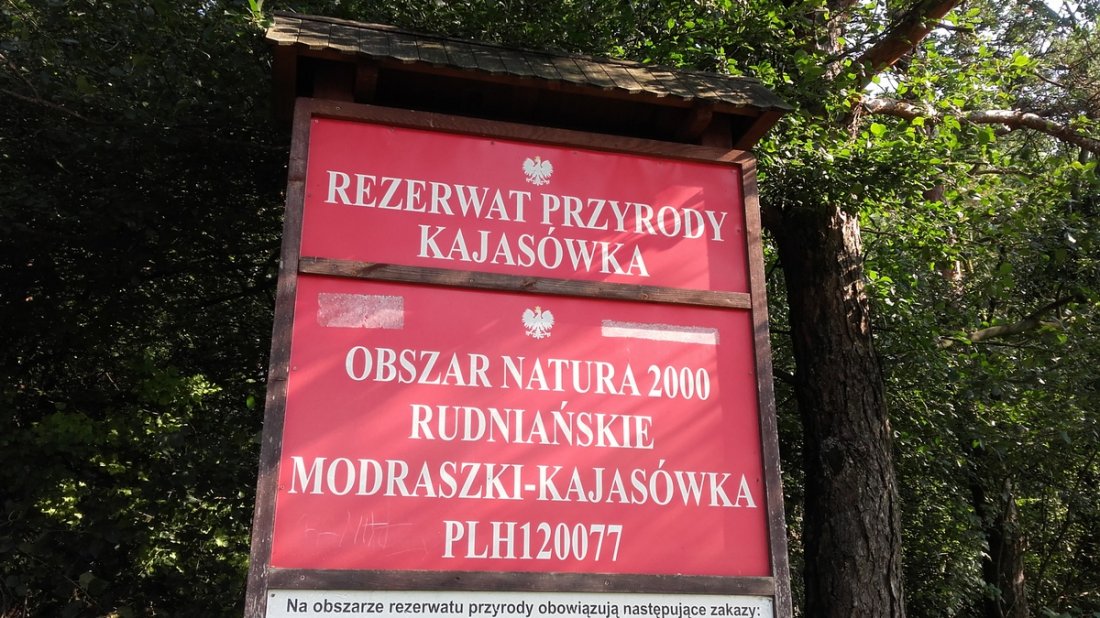 REZERWAT PRZYRODY
KAJASÓWKA
OBSZAR NATURA 2000
RUDNIAŃSKIE
MODRASZKI-KAJASÓWKA
PLH120077
Na obszarze rezerwatu przyrody obowiązują następujące zakazy: